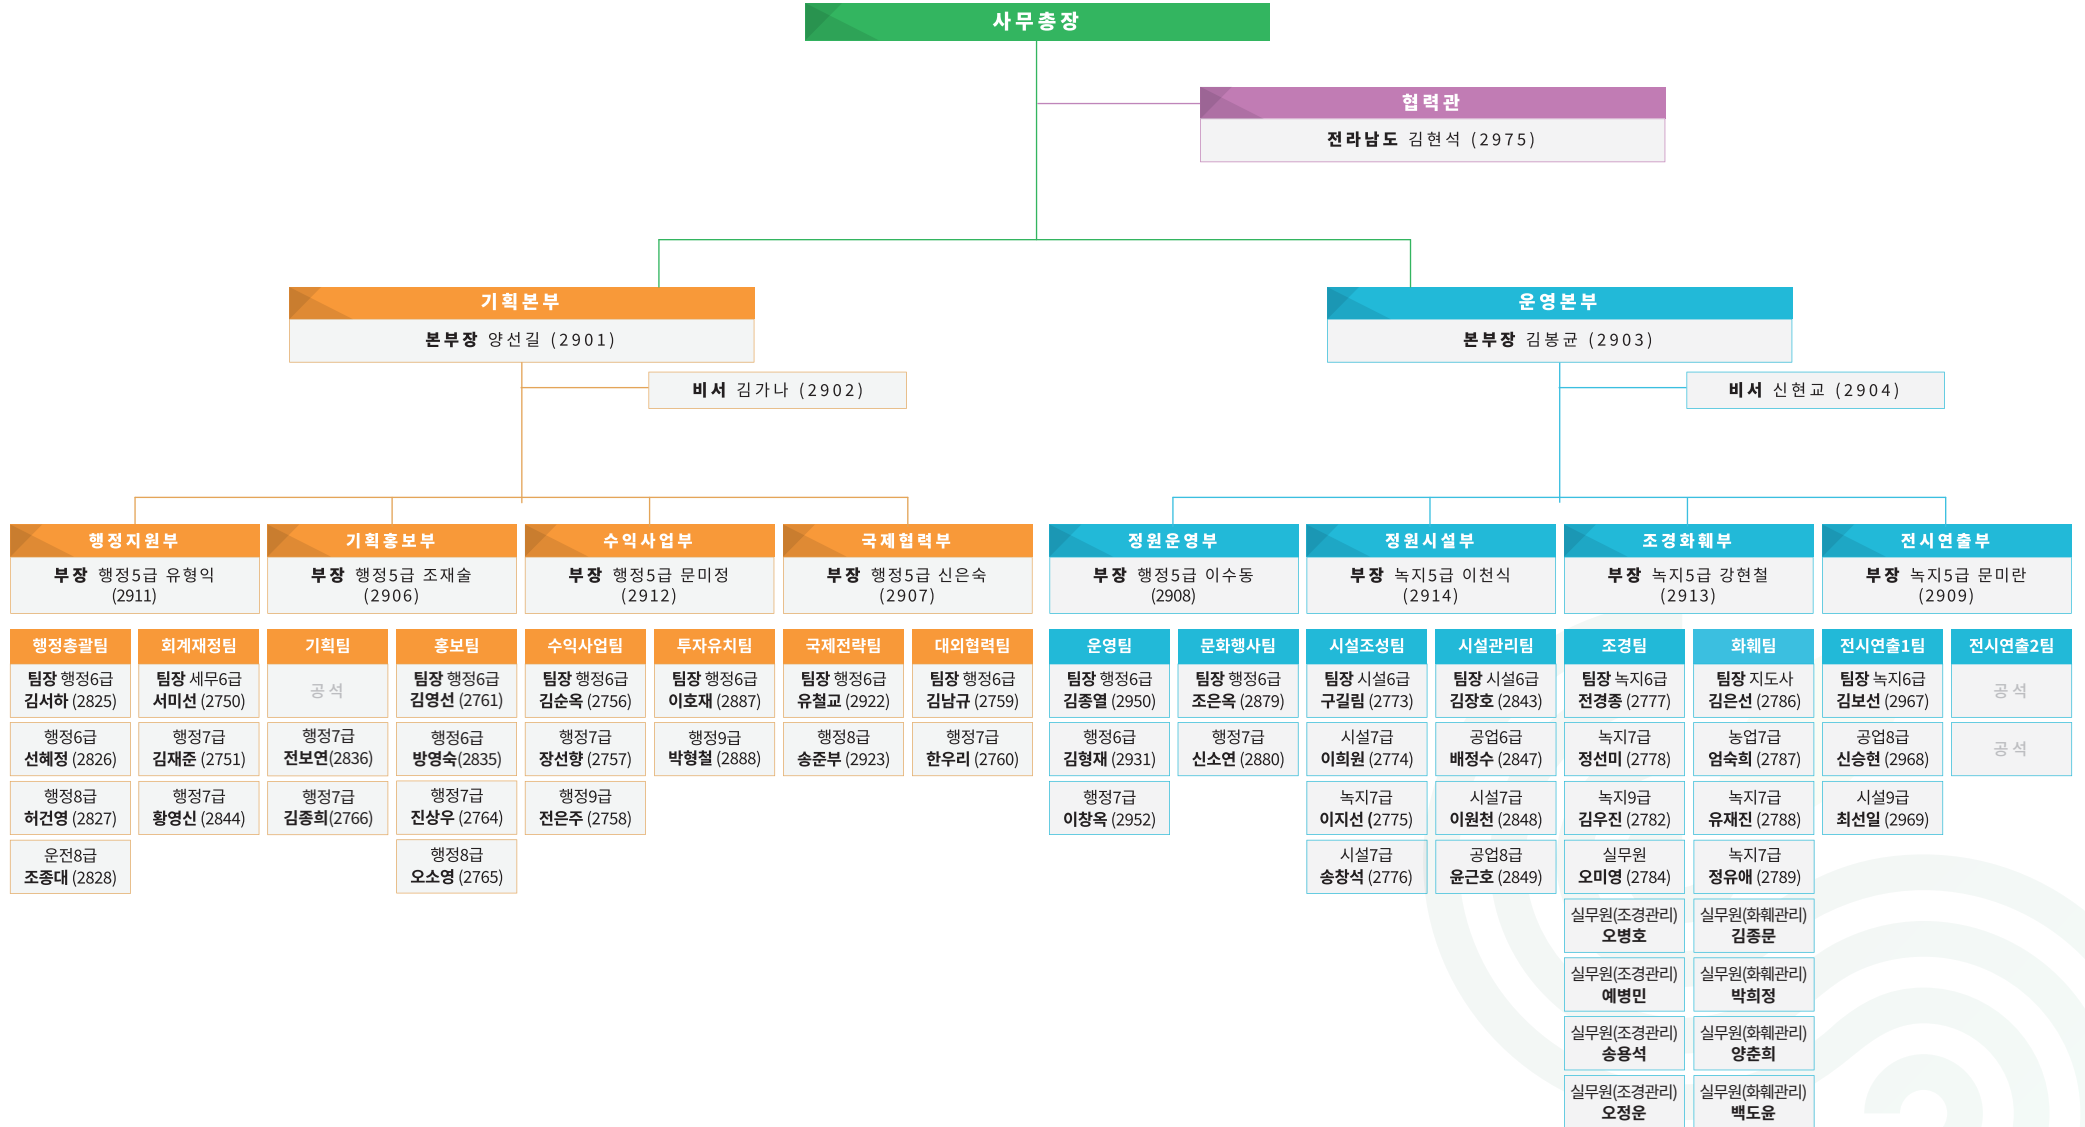 사무총장
협력관
전라남도 김현석 (2975)
기획본부
본부장 양선길 (2901)
비서 김가나 (2902)
운영본부
본부장 김봉균 (2903)
비서 신현교 (2904)
행정지원부
부장 행정5급 유형익
(2911)
기획홍보부
부장 행정5급 조재술
(2906)
수익사업부
부장 행정5급 문미정
(2912)
국제협력부
부장 행정5급 신은숙
(2907)
정원운영부
부장 행정5급 이수동
(2908)
정원시설부
부장 녹지5급 이천식
(2914)
조경화훼부
부장 녹지5급 강현철
(2913)
전시연출부
부장 녹지5급 문미란
(2909)
행정총괄팀
팀장 행정6급
김서하 (2825)
행정6급
선혜정 (2826)
행정8급
허건영 (2827)
운전8급
조종대 (2828)
회계재정팀
팀장 세무6급
서미선 (2750)
행정7급
김재준 (2751)
행정7급
황영신 (2844)
기획팀
공석
행정7급
전보연(2836)
행정7급
김종희(2766)
홍보팀
팀장 행정6급
김영선 (2761)
행정6급
방영숙(2835)
행정7급
진상우 (2764)
행정8급
오소영 (2765)
수익사업팀
팀장 행정6급
김순옥 (2756)
행정7급
장선향 (2757)
행정9급
전은주 (2758)
투자유치팀
팀장 행정6급
이호재 (2887)
행정9급
박형철 (2888)
국제전략팀
팀장 행정6급
유철교 (2922)
행정8급
송준부 (2923)
대외협력팀
팀장 행정6급
김남규 (2759)
행정7급
한우리 (2760)
운영팀
팀장 행정6급
김종열 (2950)
행정6급
김형재 (2931)
행정7급
이창옥 (2952)
문화행사팀
팀장 행정6급
조은옥 (2879)
행정7급
신소연 (2880)
시설조성팀
팀장 시설6급
구길림 (2773)
시설7급
이희원 (2774)
녹지7급
이지선 (2775)
시설7급
송창석 (2776)
시설관리팀
팀장 시설6급
김장호 (2843)
공업6급
배정수 (2847)
시설7급
이원천 (2848)
공업8급
윤근호 (2849)
조경팀
팀장 녹지6급
전경종 (2777)
녹지7급
정선미 (2778)
녹지9급
김우진 (2782)
실무원
오미영 (2784)
실무원(조경관리)
오병호
실무원(조경관리)
예병민
실무원(조경관리)
송용석
실무원(조경관리)
오정운
화훼팀
팀장 지도사
김은선 (2786)
농업7급
엄숙희 (2787)
녹지7급
유재진 (2788)
녹지7급
정유애 (2789)
실무원(화훼관리)
김종문
실무원(화훼관리)
박희정
실무원(화훼관리)
양춘희
실무원(화훼관리)
백도윤
전시연출1팀
팀장 녹지6급
김보선 (2967)
공업8급
신승현 (2968)
시설9급
최선일 (2969)
전시연출2팀
공석
공석